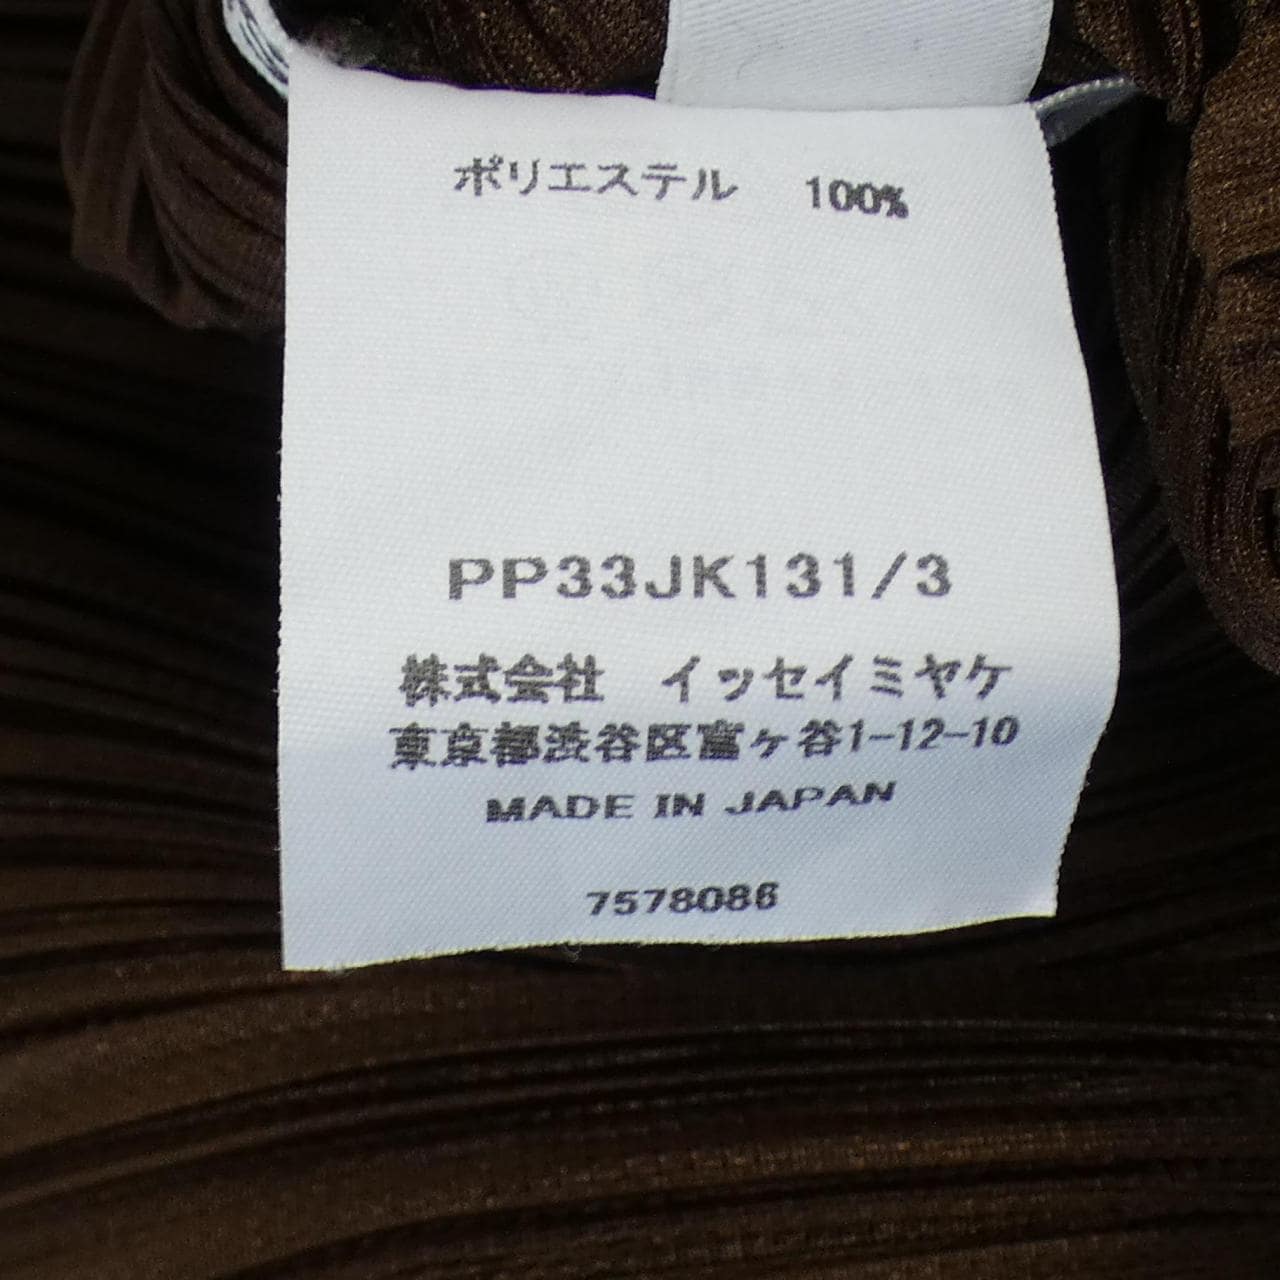 ポリエステル 100%
PP33JK131/3
株式会社 イッセイミヤケ
東京都渋谷区富ヶ谷1-12-10
MADE IN JAPAN
7578086